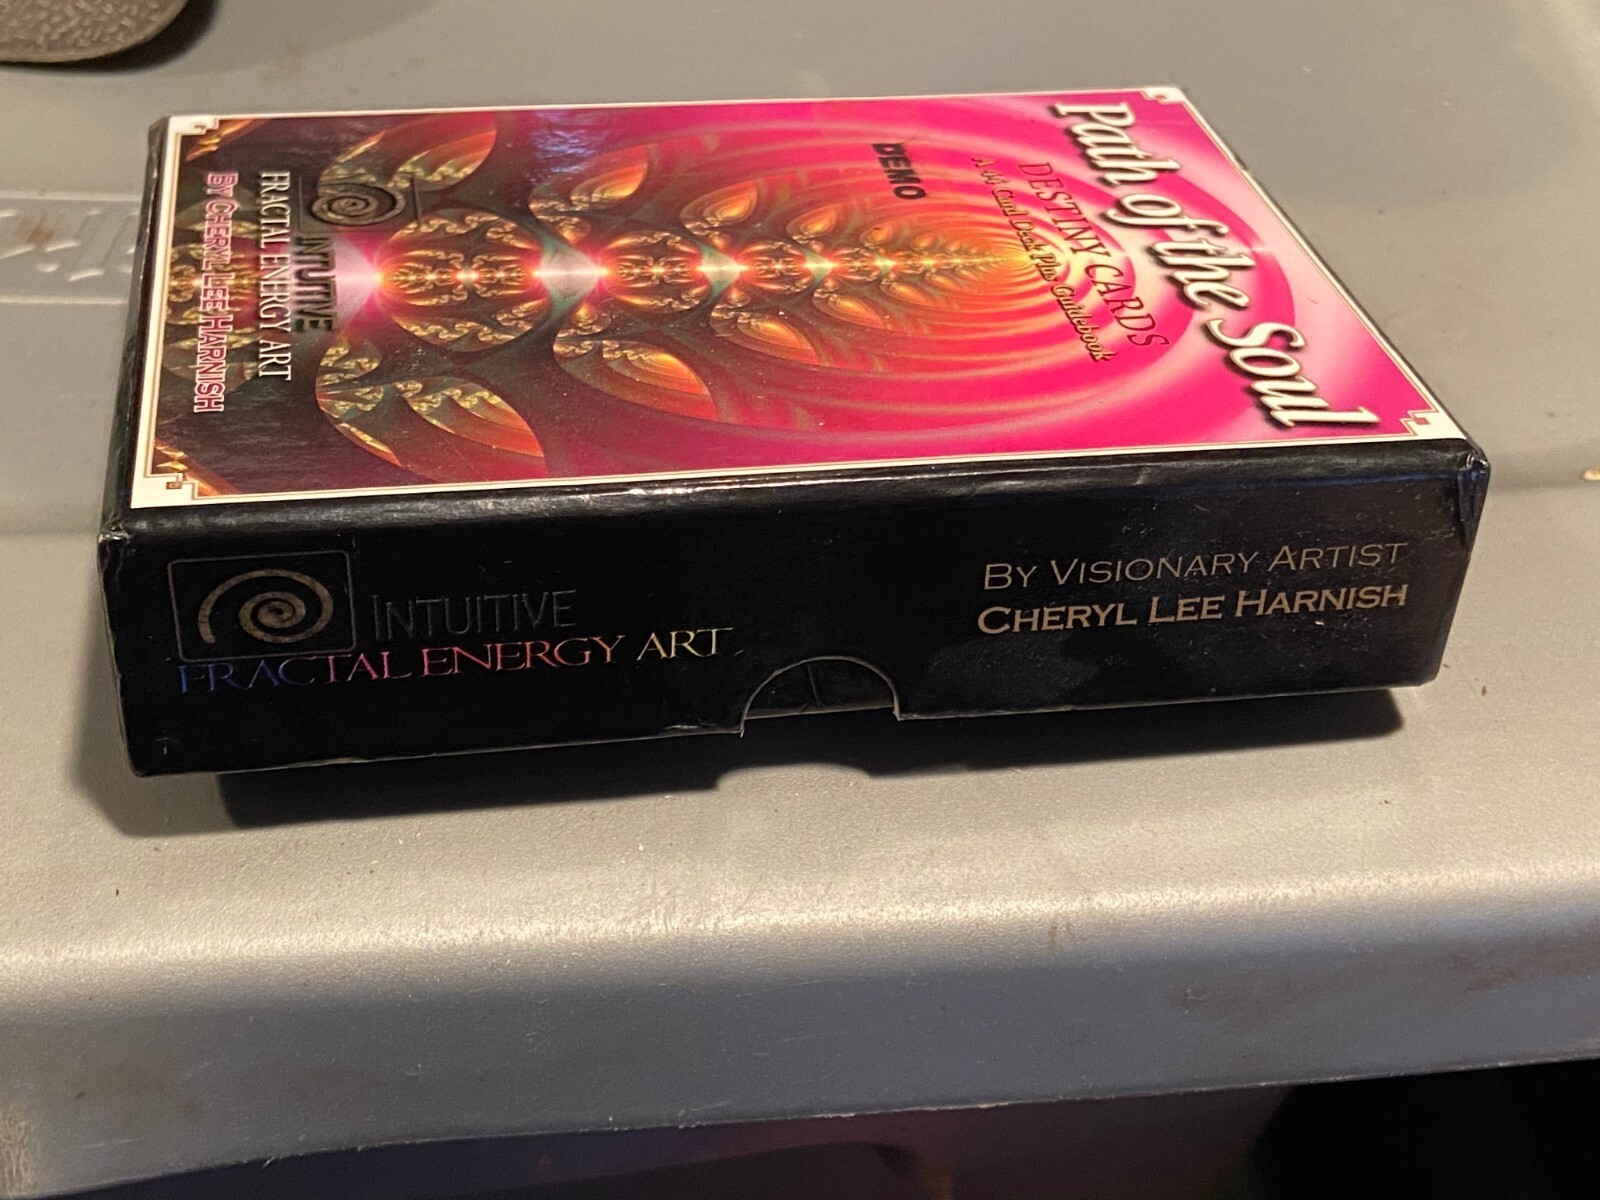 Path of the Soul
DESTINY CARDS
A 44 Card Deck Plus Guidebook
DEMO
INTUITIVE
FRACTAL ENERGY ART
BY CHERYL LEE HARNISH
INTUITIVE
FRACTAL ENERGY ART
BY VISIONARY ARTIST
CHERYL LEE HARNISH